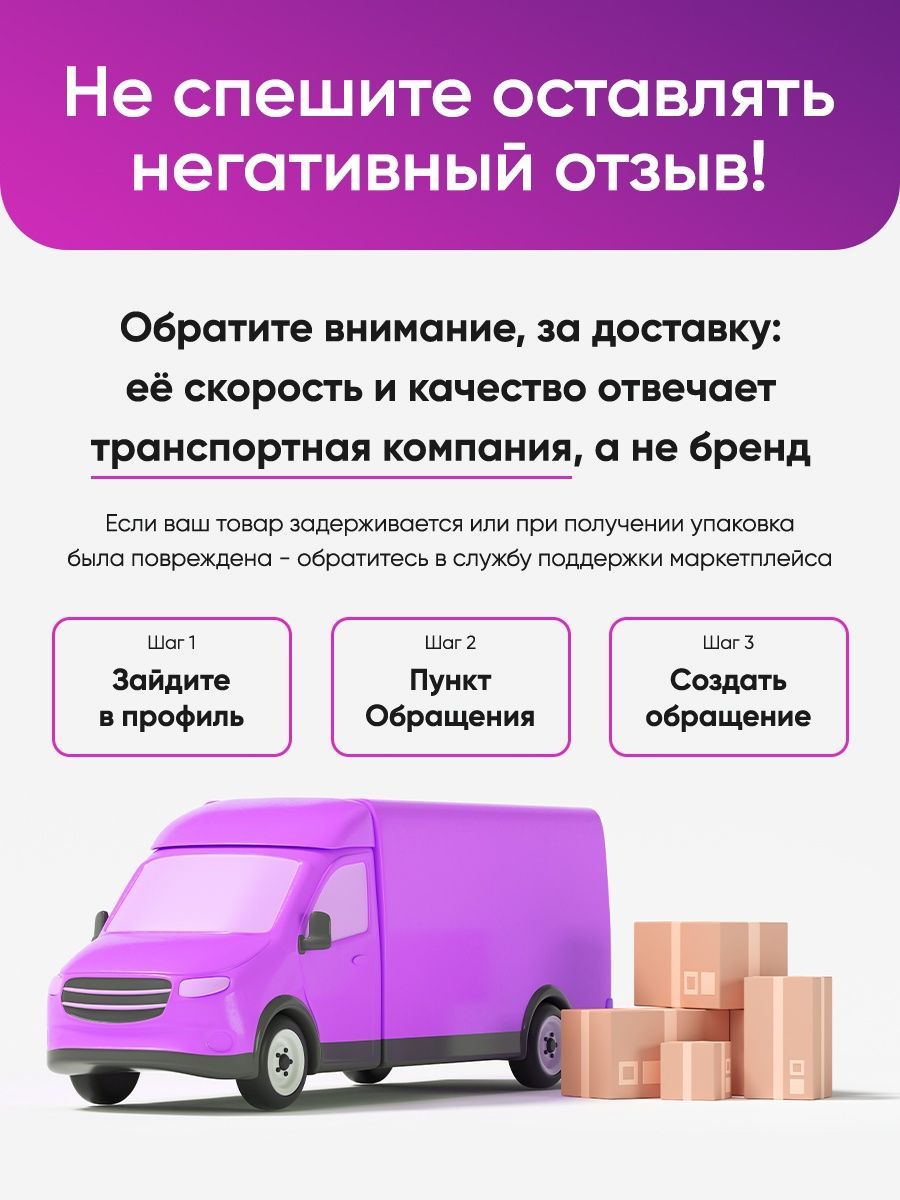 Не спешите оставлять
негативный отзыв!
Обратите внимание, за доставку:
её скорость и качество отвечает
транспортная компания, а не бренд
Если ваш товар задерживается или при получении упаковка
была повреждена - обратитесь в службу поддержки маркетплейса
Шаг 1
Зайдите
в профиль
Шаг 2
Пункт
Обращения
Шаг 3
Создать
обращение